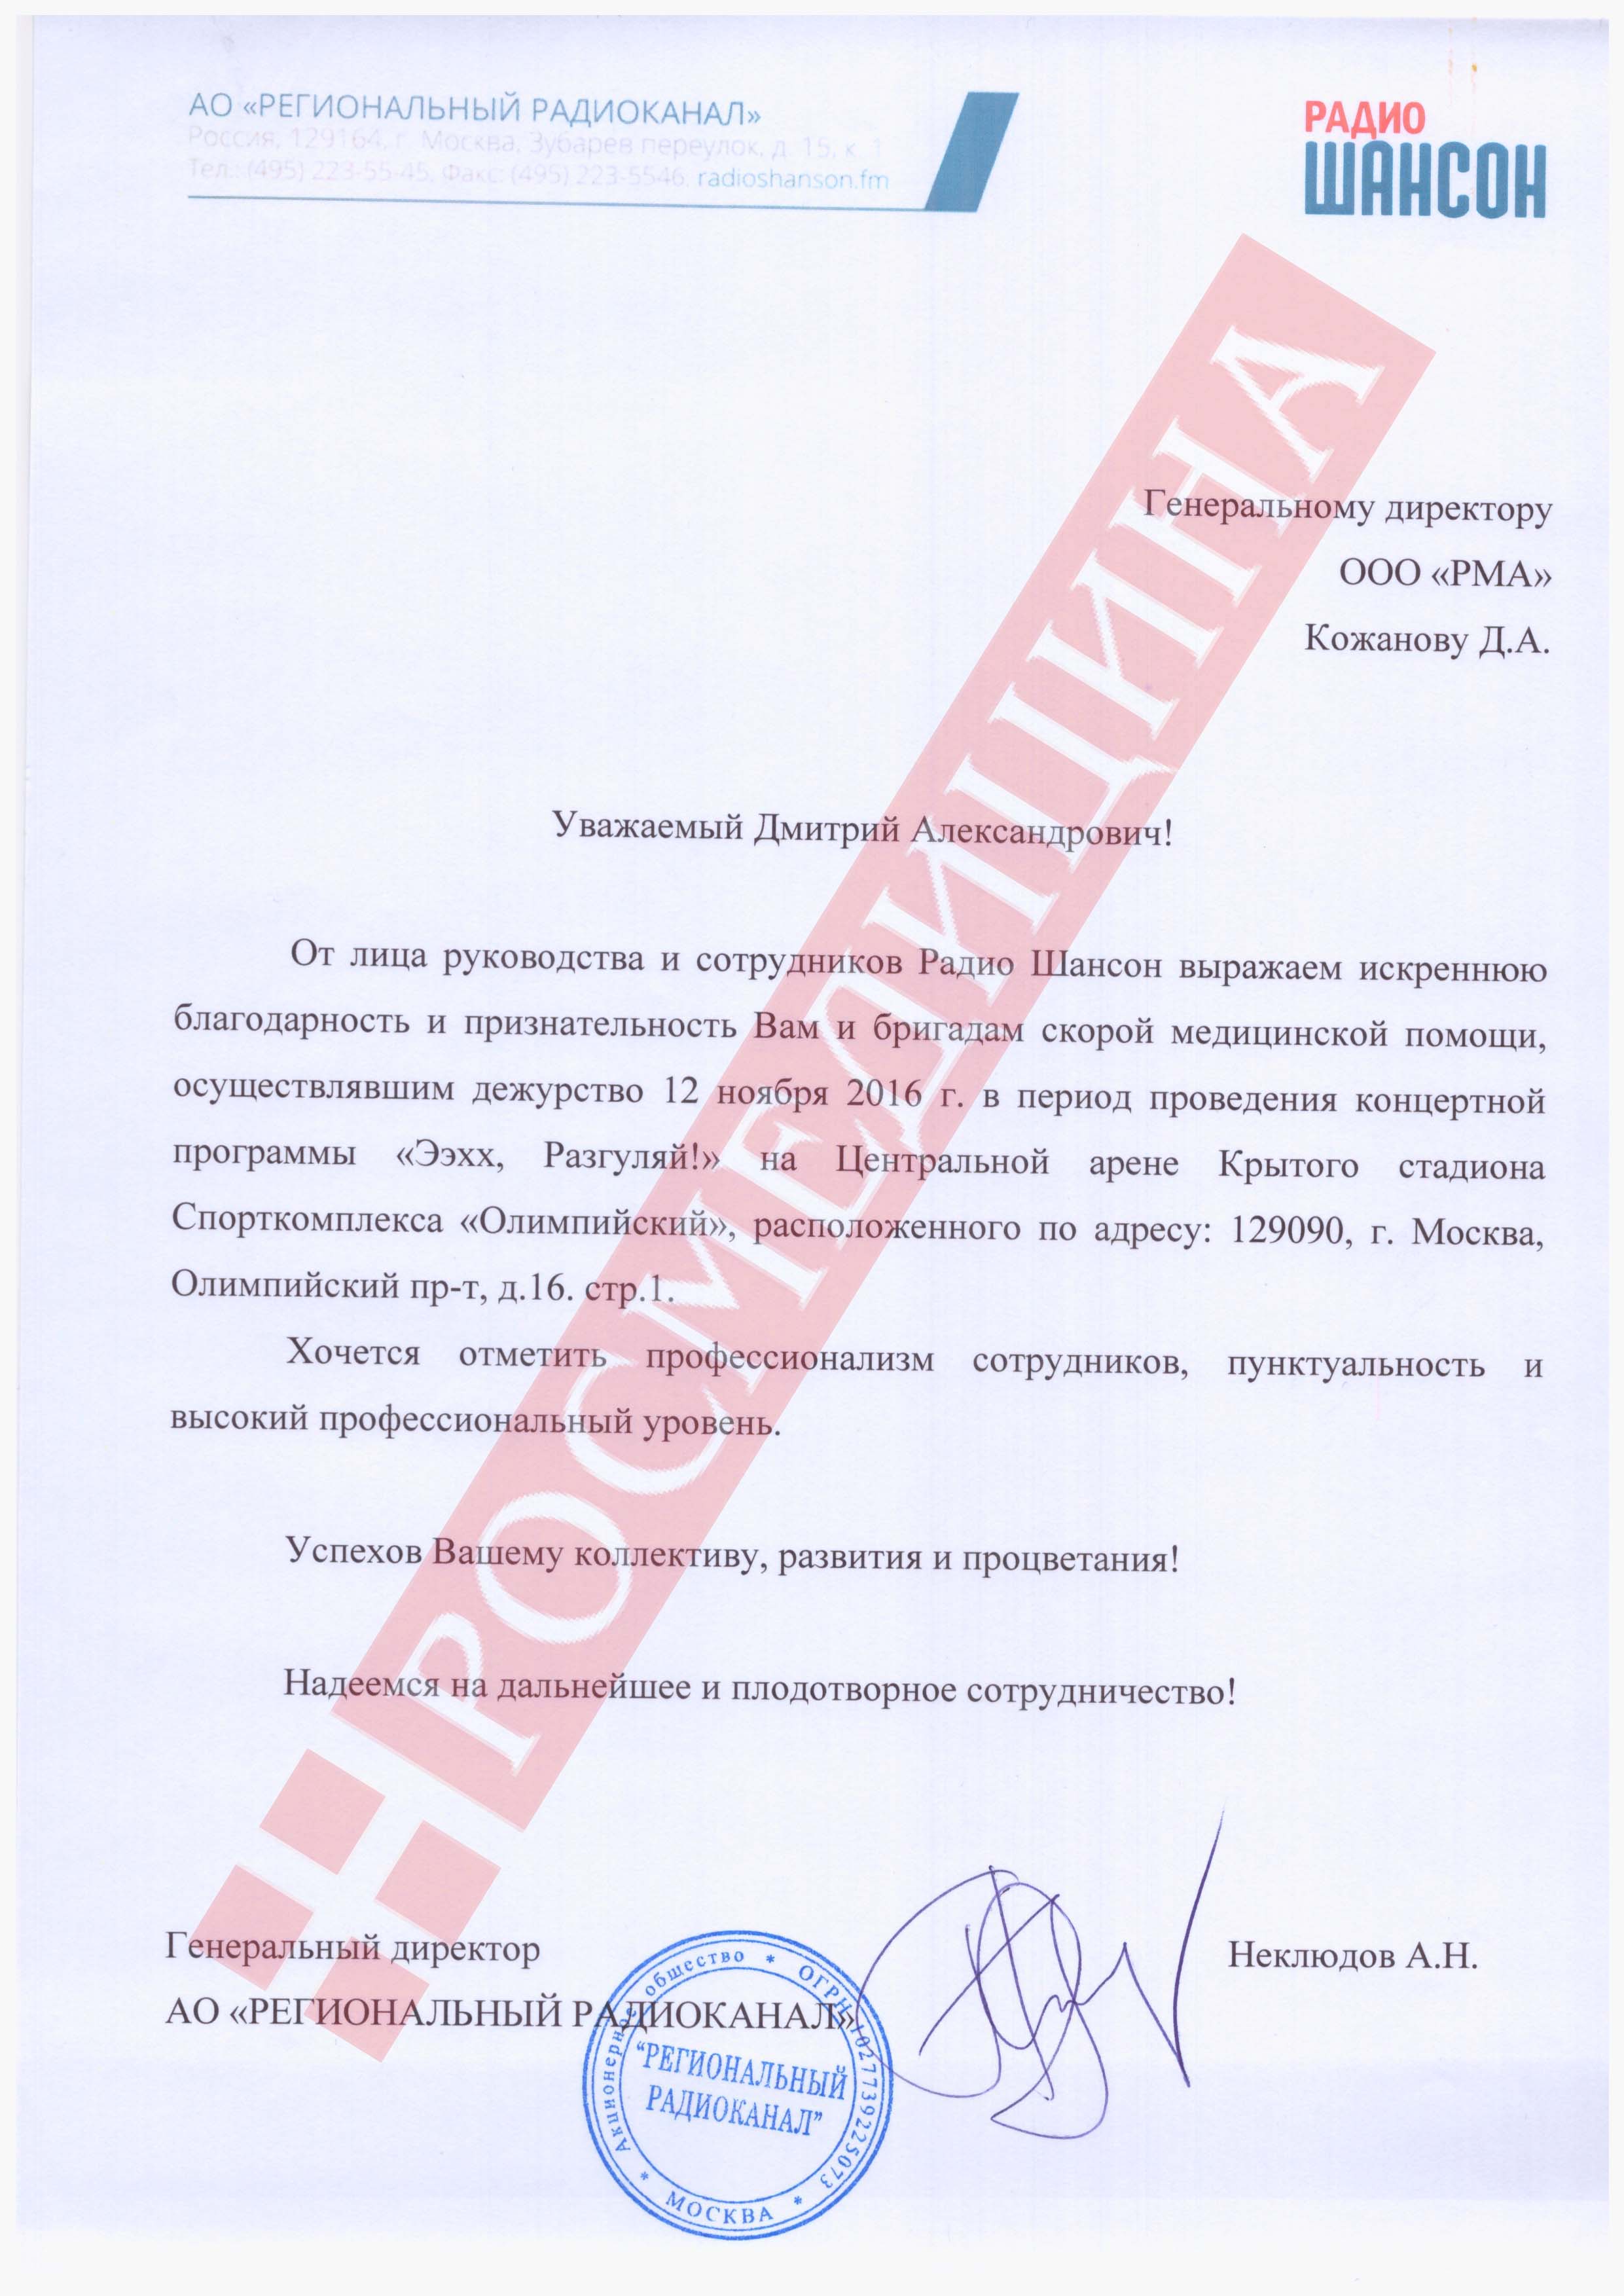 АО «РЕГИОНАЛЬНЫЙ РАДИОКАНАЛ»
Россия, 129164, г. Москва, Зубарев переулок, д. 15, к. 1
Тел.: (495) 223-55-45, Факс: (495) 223-5546, radioshanson.fm
РАДИО
ШАНСОН
Генеральному директору
ООО «РМА»
Кожанову Д.А.
Уважаемый Дмитрий Александрович!
От лица руководства и сотрудников Радио Шансон выражаем искреннюю
благодарность и признательность Вам и бригадам скорой медицинской помощи,
осуществлявшим дежурство 12 ноября 2016 г. в период проведения концертной
программы «Ээхх, Разгуляй!» на Центральной арене Крытого стадиона
Спорткомплекса «Олимпийский», расположенного по адресу: 129090, г. Москва,
Олимпийский пр-т, д.16. стр.1.
Хочется отметить профессионализм сотрудников, пунктуальность и
высокий профессиональный уровень.
Успехов Вашему коллективу, развития и процветания!
Надеемся на дальнейшее и плодотворное сотрудничество!
РОСМЕДИЦИНА
Генеральный директор
АО «РЕГИОНАЛЬНЫЙ РАДИОКАНАЛ»
Неклюдов А.Н.
Акционерное общество * ОГРН 1027739225073 * МОСКВА *
"РЕГИОНАЛЬНЫЙ
РАДИОКАНАЛ"